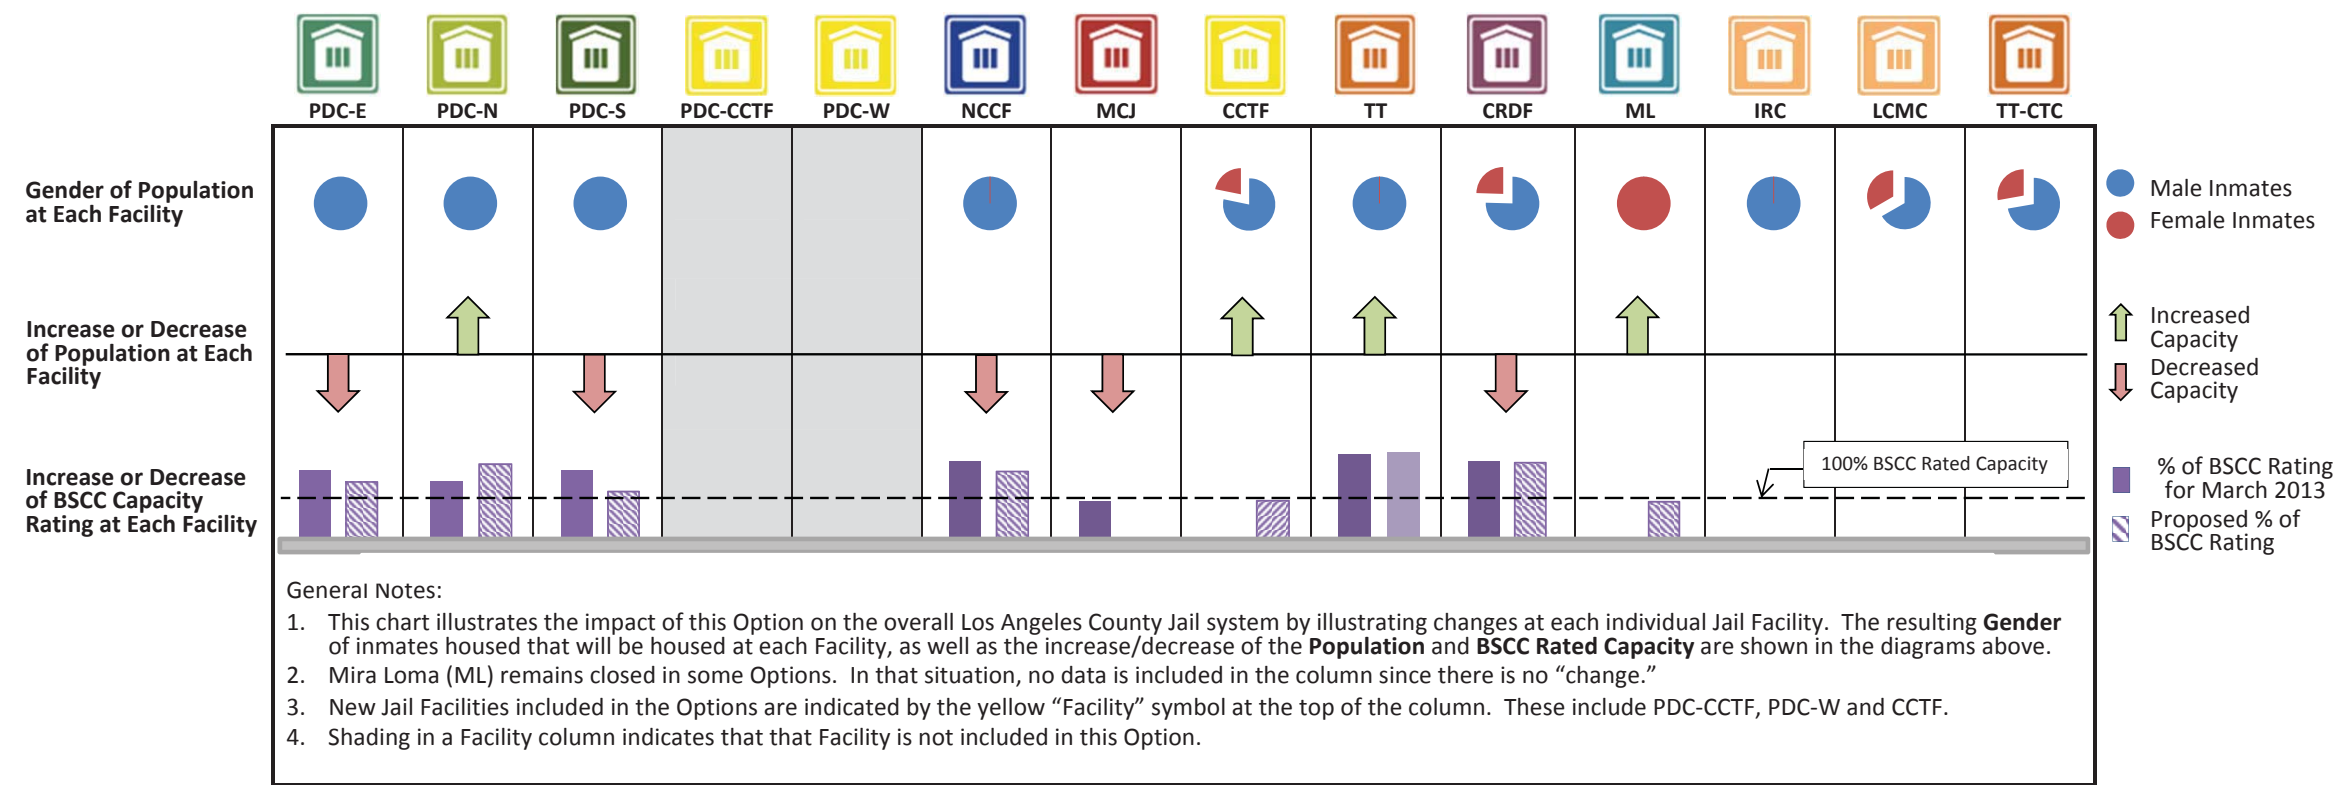 PDC-E PDC-N PDC-S PDC-CCTF PDC-W NCCF MCJ CCTF TT CRDF ML IRC LCMC TT-CTC
Gender of Population
at Each Facility
Male Inmates
Female Inmates
Increase or Decrease
of Population at Each
Facility
Increased
Capacity
Decreased
Capacity
Increase or Decrease
of BSCC Capacity
Rating at Each Facility
100% BSCC Rated Capacity
% of BSCC Rating
for March 2013
Proposed % of
BSCC Rating
General Notes:
1. This chart illustrates the impact of this Option on the overall Los Angeles County Jail system by illustrating changes at each individual Jail Facility. The resulting Gender
of inmates housed that will be housed at each Facility, as well as the increase/decrease of the Population and BSCC Rated Capacity are shown in the diagrams above.
2. Mira Loma (ML) remains closed in some Options. In that situation, no data is included in the column since there is no “change.”
3. New Jail Facilities included in the Options are indicated by the yellow “Facility” symbol at the top of the column. These include PDC-CCTF, PDC-W and CCTF.
4. Shading in a Facility column indicates that that Facility is not included in this Option.